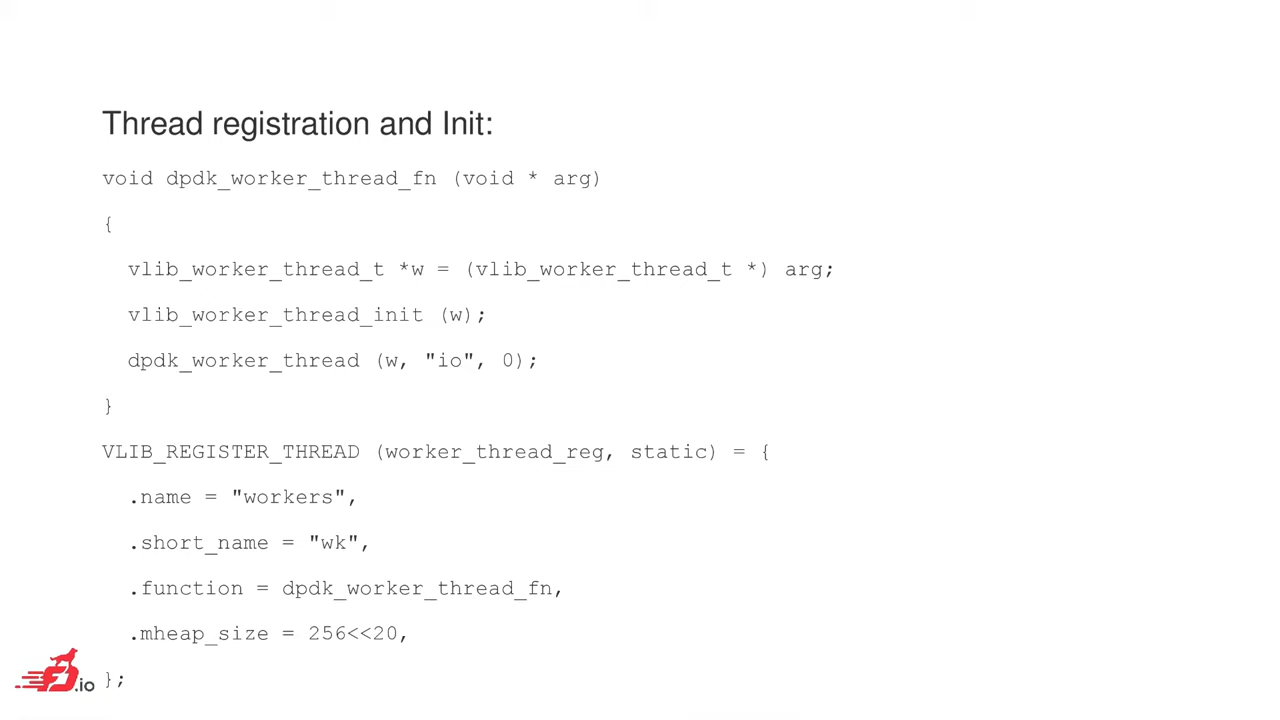 Thread registration and Init:
void dpdk_worker_thread_fn (void * arg)
{
  vlib_worker_thread_t *w = (vlib_worker_thread_t *) arg;
  vlib_worker_thread_init (w);
  dpdk_worker_thread (w, "io", 0);
}
VLIB_REGISTER_THREAD (worker_thread_reg, static) = {
  .name = "workers",
  .short_name = "wk",
  .function = dpdk_worker_thread_fn,
  .mheap_size = 256<<20,
};
FD.io